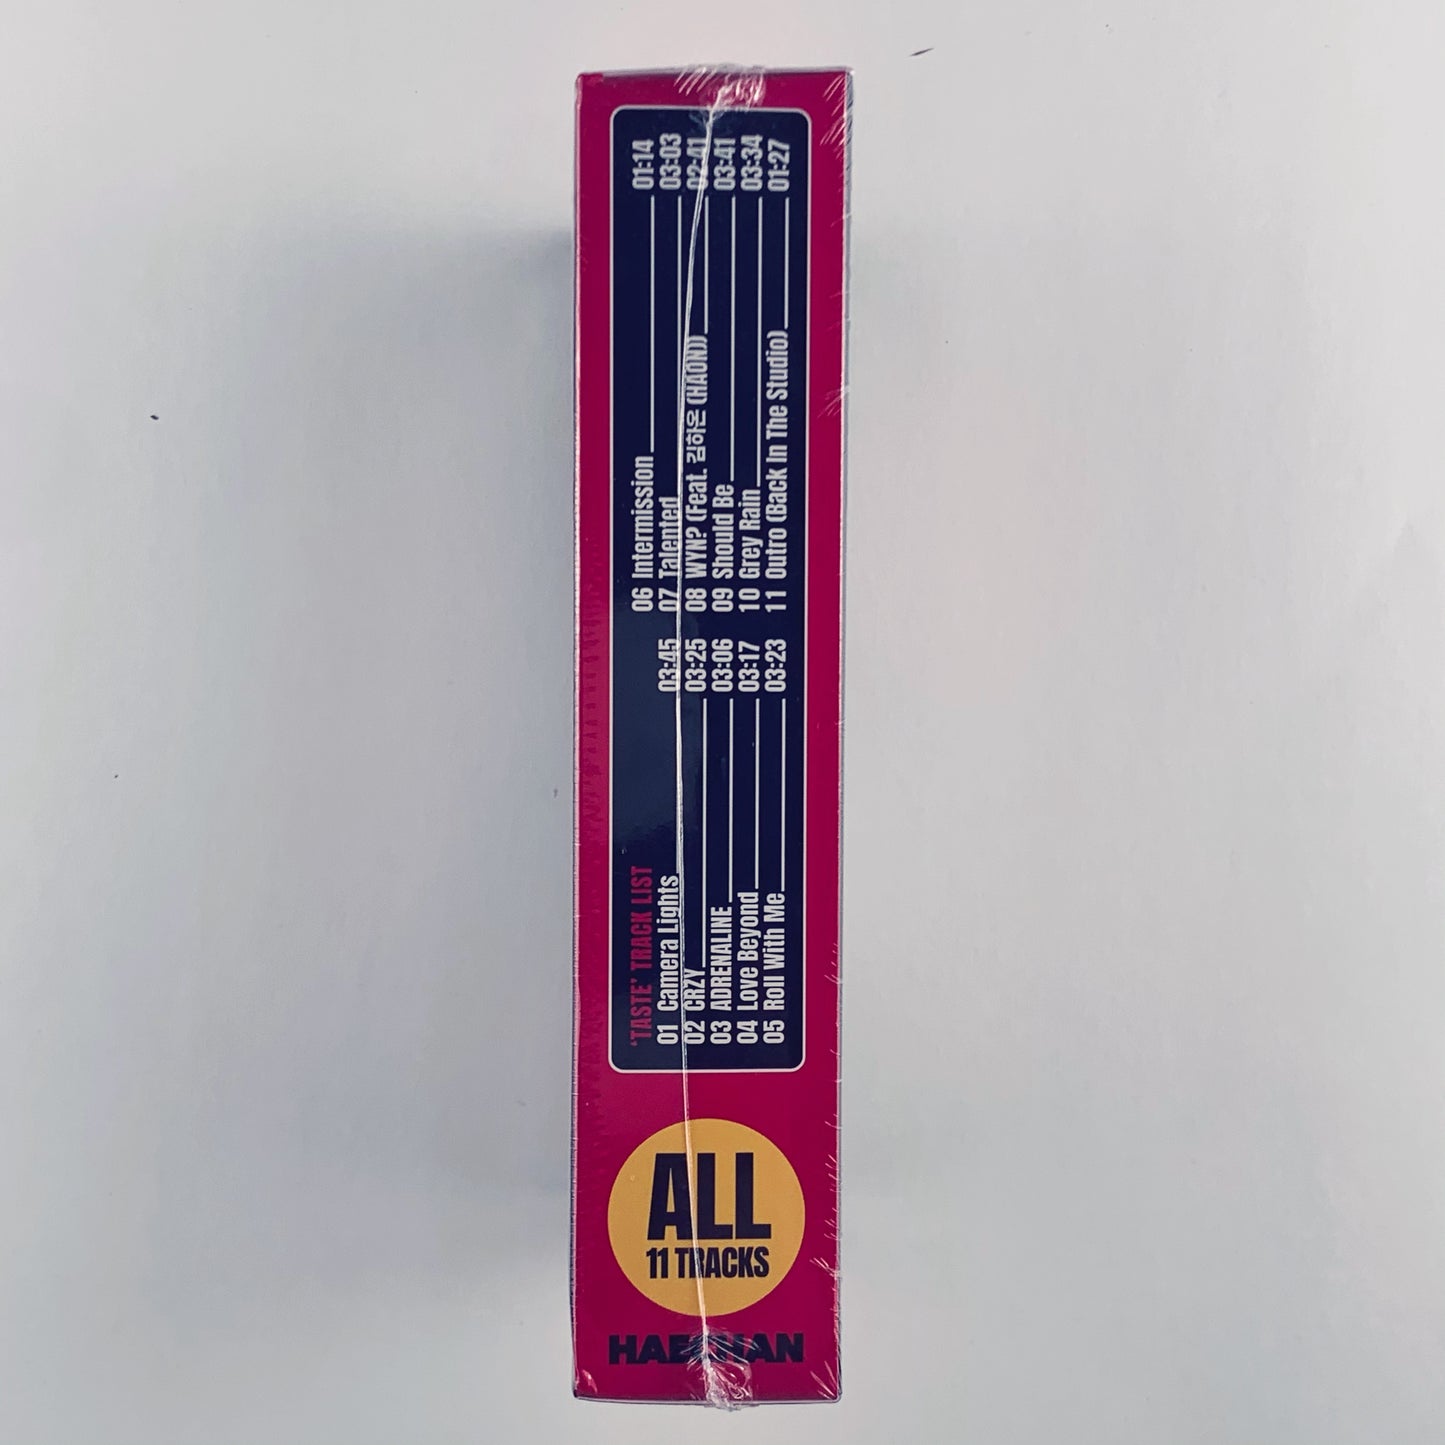 'TASTE' TRACK LIST
01 Camera Lights 03:45
02 CRZY 03:25
03 ADRENALINE 03:06
04 Love Beyond 03:17
05 Roll With Me 03:23
06 Intermission 01:14
07 Talented 03:03
08 WYN? (Feat. 김하온 (HAON)) 02:41
09 Should Be 03:41
10 Grey Rain 03:34
11 Outro (Back In The Studio) 01:27
ALL
11 TRACKS
HAECHAN